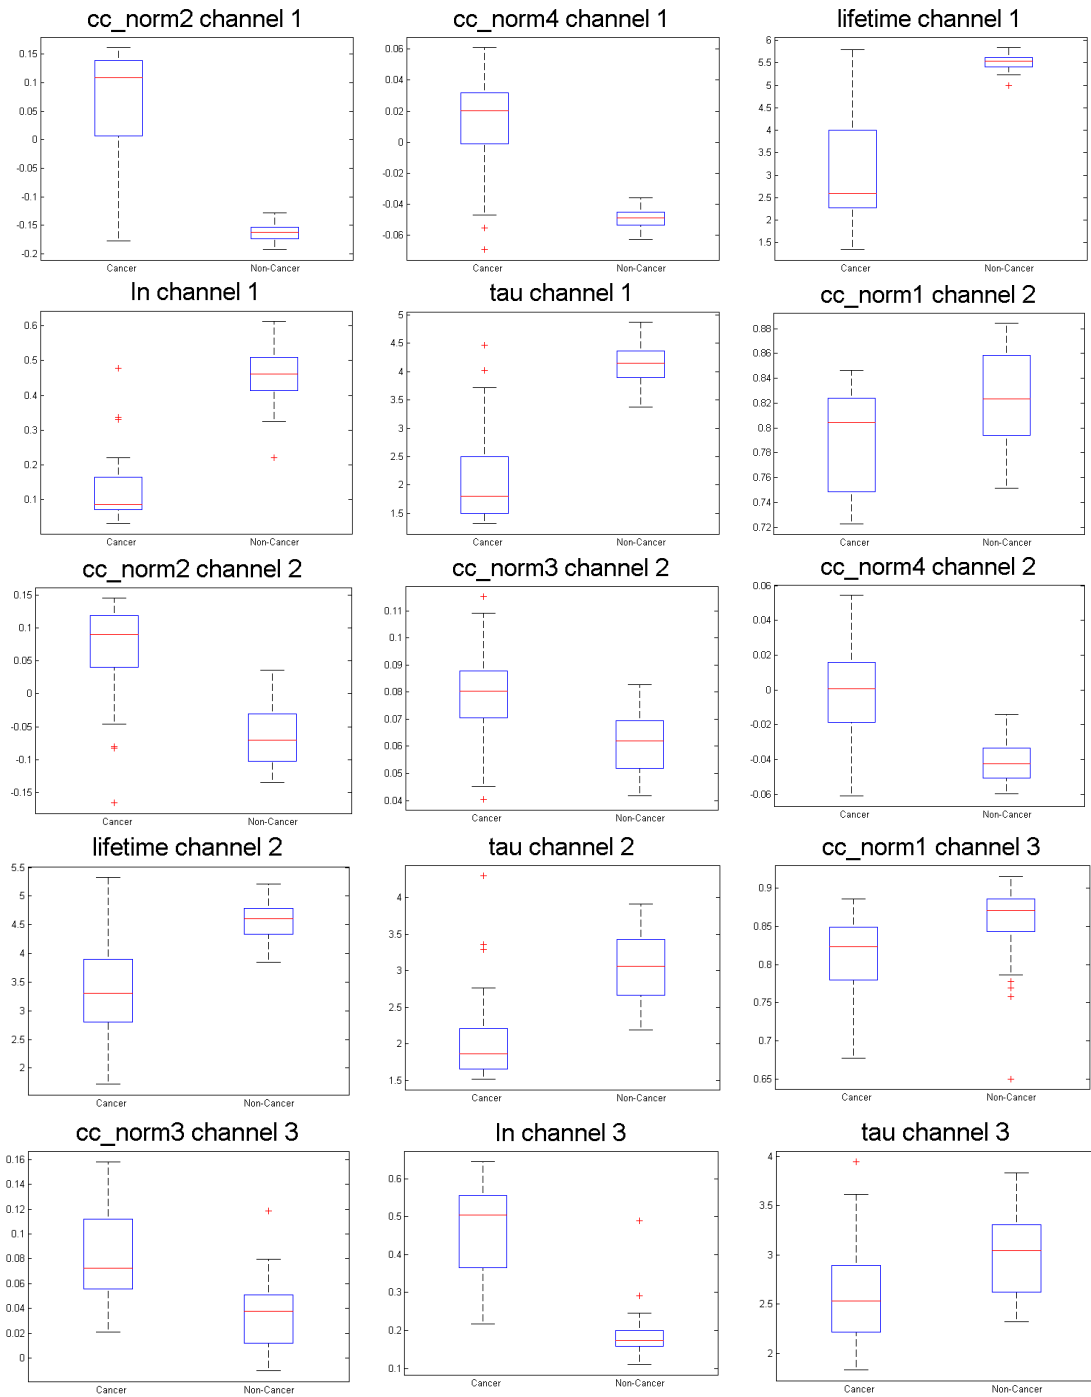 cc_norm2 channel 1
0.15
0.1
0.05
0
-0.05
-0.1
-0.15
-0.2
Cancer
Non-Cancer
cc_norm4 channel 1
0.06
0.04
0.02
0
-0.02
-0.04
-0.06
Cancer
Non-Cancer
lifetime channel 1
6
5.5
5
4.5
4
3.5
3
2.5
2
1.5
Cancer
Non-Cancer
ln channel 1
0.6
0.5
0.4
0.3
0.2
0.1
Cancer
Non-Cancer
tau channel 1
5
4.5
4
3.5
3
2.5
2
1.5
Cancer
Non-Cancer
cc_norm1 channel 2
0.88
0.86
0.84
0.82
0.8
0.78
0.76
0.74
0.72
Cancer
Non-Cancer
cc_norm2 channel 2
0.15
0.1
0.05
0
-0.05
-0.1
-0.15
Cancer
Non-Cancer
cc_norm3 channel 2
0.11
0.1
0.09
0.08
0.07
0.06
0.05
0.04
Cancer
Non-Cancer
cc_norm4 channel 2
0.06
0.04
0.02
0
-0.02
-0.04
-0.06
Cancer
Non-Cancer
lifetime channel 2
5.5
5
4.5
4
3.5
3
2.5
2
Cancer
Non-Cancer
tau channel 2
4
3.5
3
2.5
2
1.5
Cancer
Non-Cancer
cc_norm1 channel 3
0.9
0.85
0.8
0.75
0.7
0.65
Cancer
Non-Cancer
cc_norm3 channel 3
0.16
0.14
0.12
0.1
0.08
0.06
0.04
0.02
0
Cancer
Non-Cancer
ln channel 3
0.6
0.5
0.4
0.3
0.2
0.1
Cancer
Non-Cancer
tau channel 3
4
3.5
3
2.5
2
Cancer
Non-Cancer